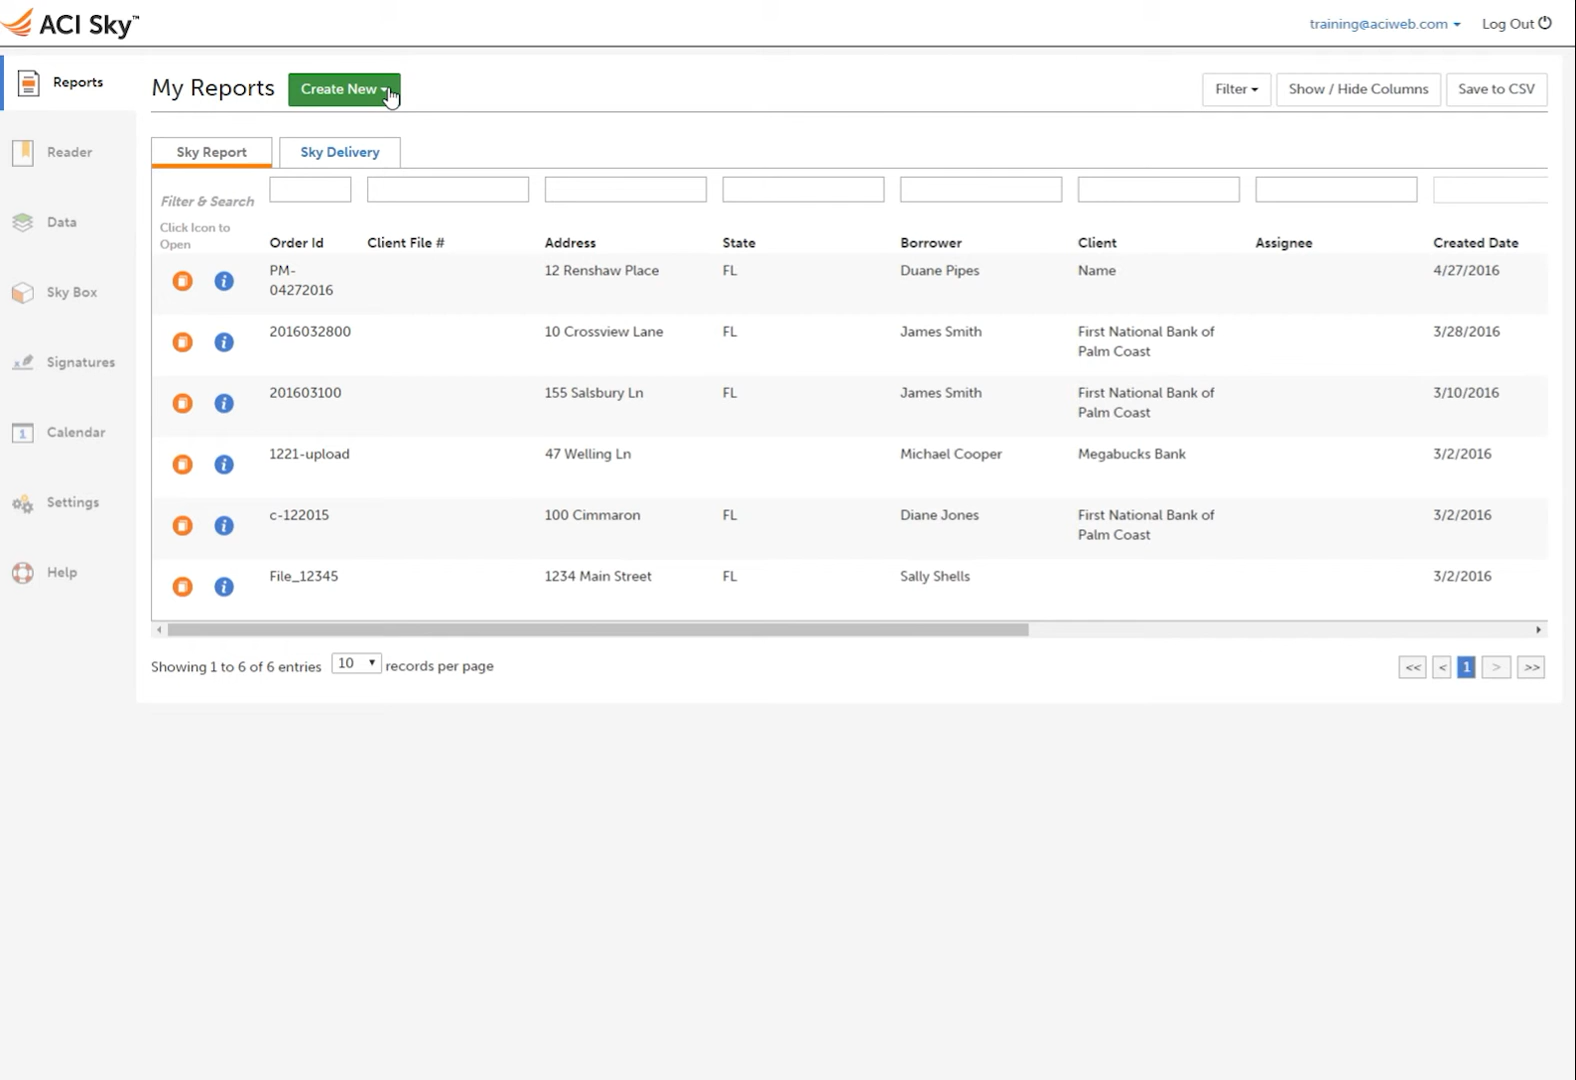 ACI Sky™
training@aciweb.com
Log Out
Reports
Reader
Data
Sky Box
Signatures
1
Calendar
Settings
Help
My Reports
Create New
Filter
Show / Hide Columns
Save to CSV
Sky Report
Sky Delivery
Filter & Search
Click Icon to
Open
Order Id Client File # Address State Borrower Client Assignee Created Date
PM- 12 Renshaw Place FL Duane Pipes Name 4/27/2016
04272016
2016032800 10 Crossview Lane FL James Smith First National Bank of 3/28/2016
Palm Coast
201603100 155 Salsbury Ln FL James Smith First National Bank of 3/10/2016
Palm Coast
1221-upload 47 Welling Ln Michael Cooper Megabucks Bank 3/2/2016
c-122015 100 Cimmaron FL Diane Jones First National Bank of 3/2/2016
Palm Coast
File_12345 1234 Main Street FL Sally Shells 3/2/2016
Showing 1 to 6 of 6 entries 10 records per page
<< < 1 > >>